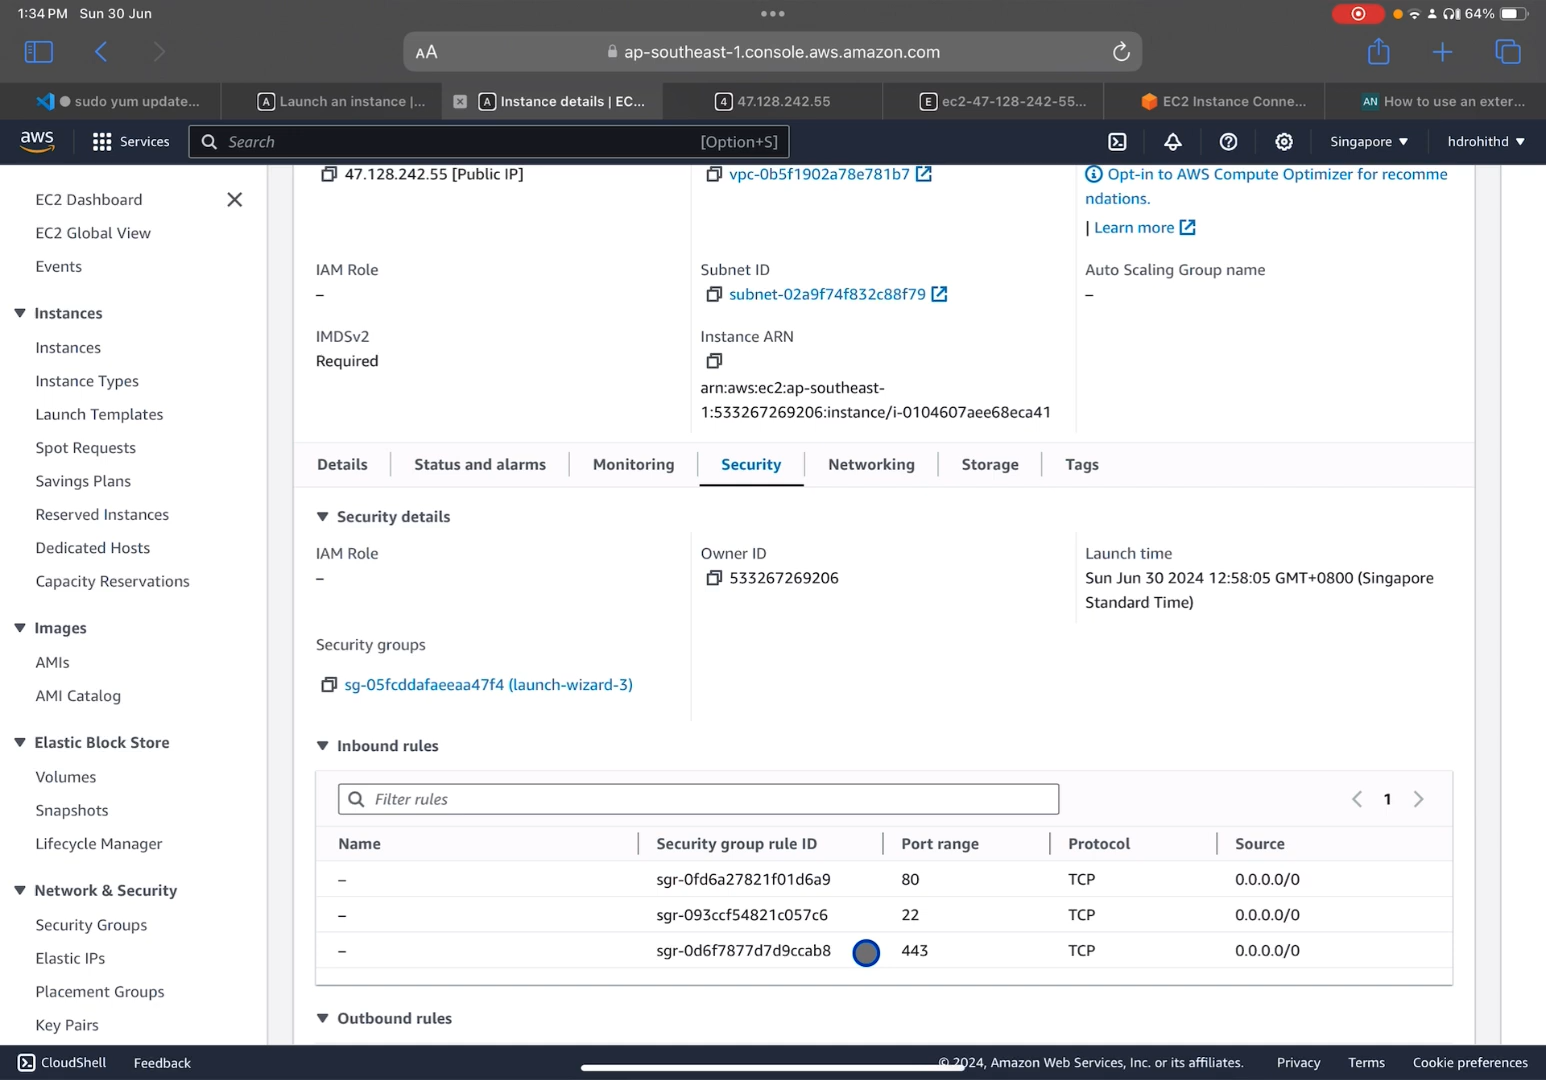 1:34 PM Sun 30 Jun
64%
AA
ap-southeast-1.console.aws.amazon.com
sudo yum update...
A Launch an instance |...
A Instance details | EC...
4 47.128.242.55
E ec2-47-128-242-55...
EC2 Instance Conne...
AN How to use an exter...
aws
Services
Search
[Option+S]
Singapore
hdrohithd
EC2 Dashboard
EC2 Global View
Events
Instances
Instances
Instance Types
Launch Templates
Spot Requests
Savings Plans
Reserved Instances
Dedicated Hosts
Capacity Reservations
Images
AMIs
AMI Catalog
Elastic Block Store
Volumes
Snapshots
Lifecycle Manager
Network & Security
Security Groups
Elastic IPs
Placement Groups
Key Pairs
47.128.242.55 [Public IP]
vpc-0b5f1902a78e781b7
Opt-in to AWS Compute Optimizer for recomme
ndations.
| Learn more
IAM Role
–
Subnet ID
subnet-02a9f74f832c88f79
Auto Scaling Group name
–
IMDSv2
Required
Instance ARN
arn:aws:ec2:ap-southeast-
1:533267269206:instance/i-0104607aee68eca41
Details
Status and alarms
Monitoring
Security
Networking
Storage
Tags
Security details
IAM Role
–
Owner ID
533267269206
Launch time
Sun Jun 30 2024 12:58:05 GMT+0800 (Singapore
Standard Time)
Security groups
sg-05fcddafaeeaa47f4 (launch-wizard-3)
Inbound rules
Filter rules
1
Name Security group rule ID Port range Protocol Source
– sgr-0fd6a27821f01d6a9 80 TCP 0.0.0.0/0
– sgr-093ccf54821c057c6 22 TCP 0.0.0.0/0
– sgr-0d6f7877d7d9ccab8 443 TCP 0.0.0.0/0
Outbound rules
CloudShell
Feedback
© 2024, Amazon Web Services, Inc. or its affiliates.
Privacy
Terms
Cookie preferences